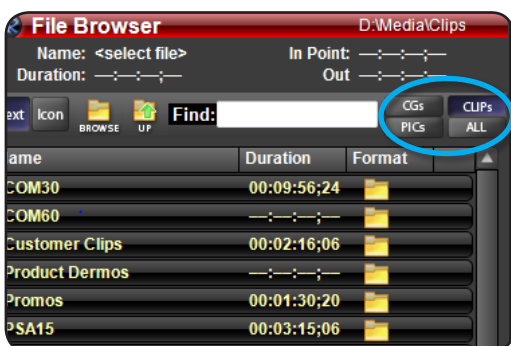 File Browser D:\Media\Clips
Name: <select file> In Point: —:—:—;—
Duration: —:—:—;— Out —:—:—;—
ext Icon BROWSE UP Find: CGs CLIPs
PICs ALL
ame Duration Format
COM30 00:09:56;24
COM60 —:—:—;—
Customer Clips 00:02:16;06
Product Dermos —:—:—;—
Promos 00:01:30;20
PSA15 00:03:15;06